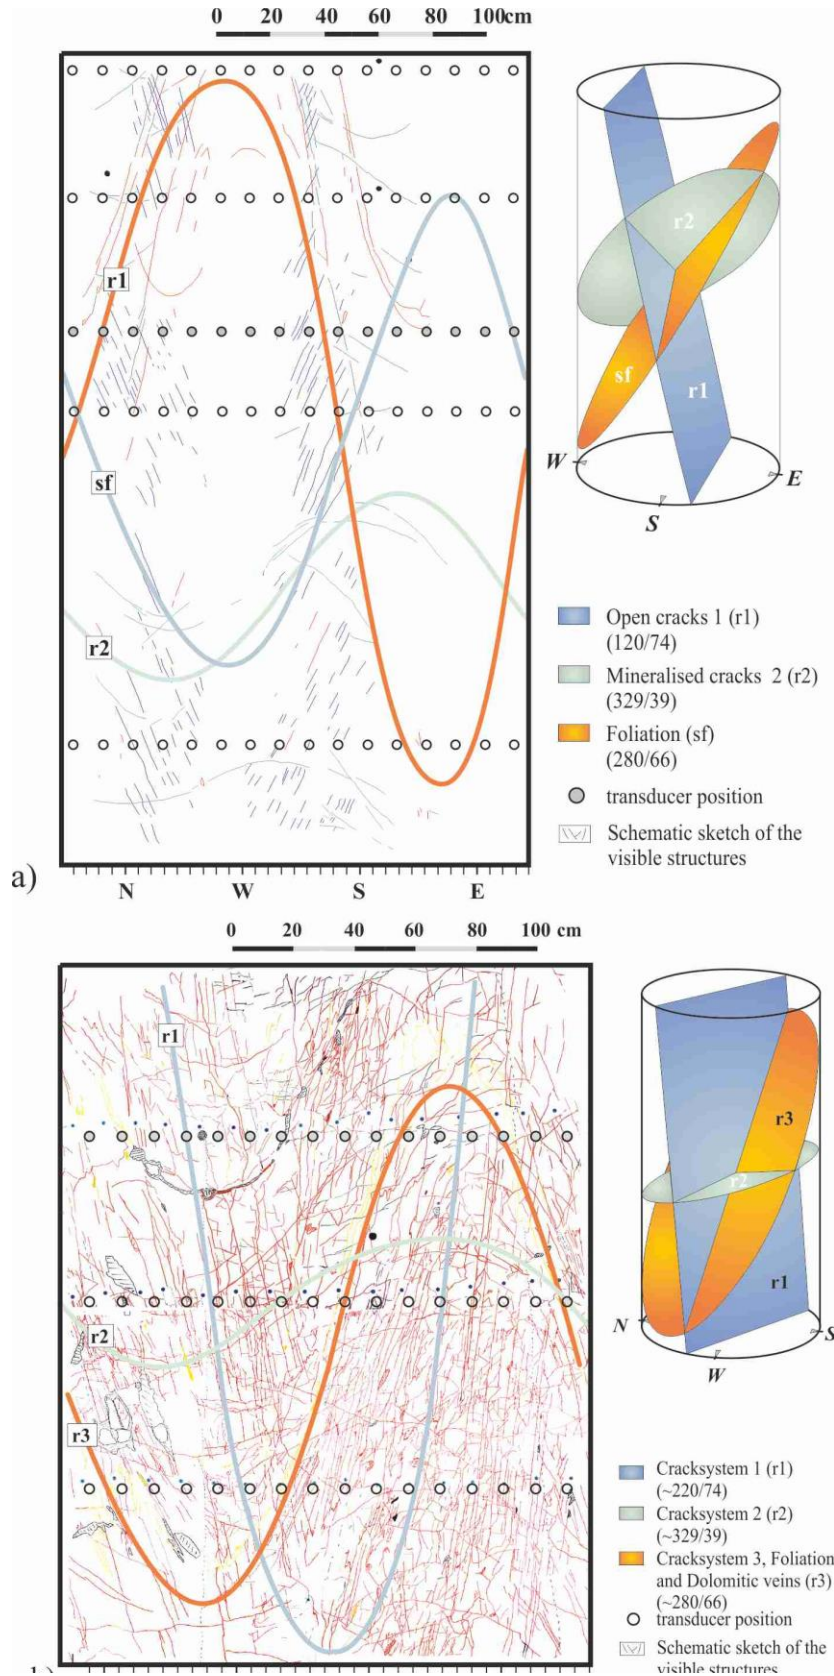 0 20 40 60 80 100cm
r1
sf
r2
r2
sf
r1
W
E
S
Open cracks 1 (r1)
(120/74)
Mineralised cracks 2 (r2)
(329/39)
Foliation (sf)
(280/66)
transducer position
Schematic sketch of the
visible structures
a)
N W S E
0 20 40 60 80 100 cm
r1
r2
r3
r3
r2
r1
N
S
W
Cracksystem 1 (r1)
(~220/74)
Cracksystem 2 (r2)
(~329/39)
Cracksystem 3, Foliation
and Dolomitic veins (r3)
(~280/66)
transducer position
Schematic sketch of the
visible structures